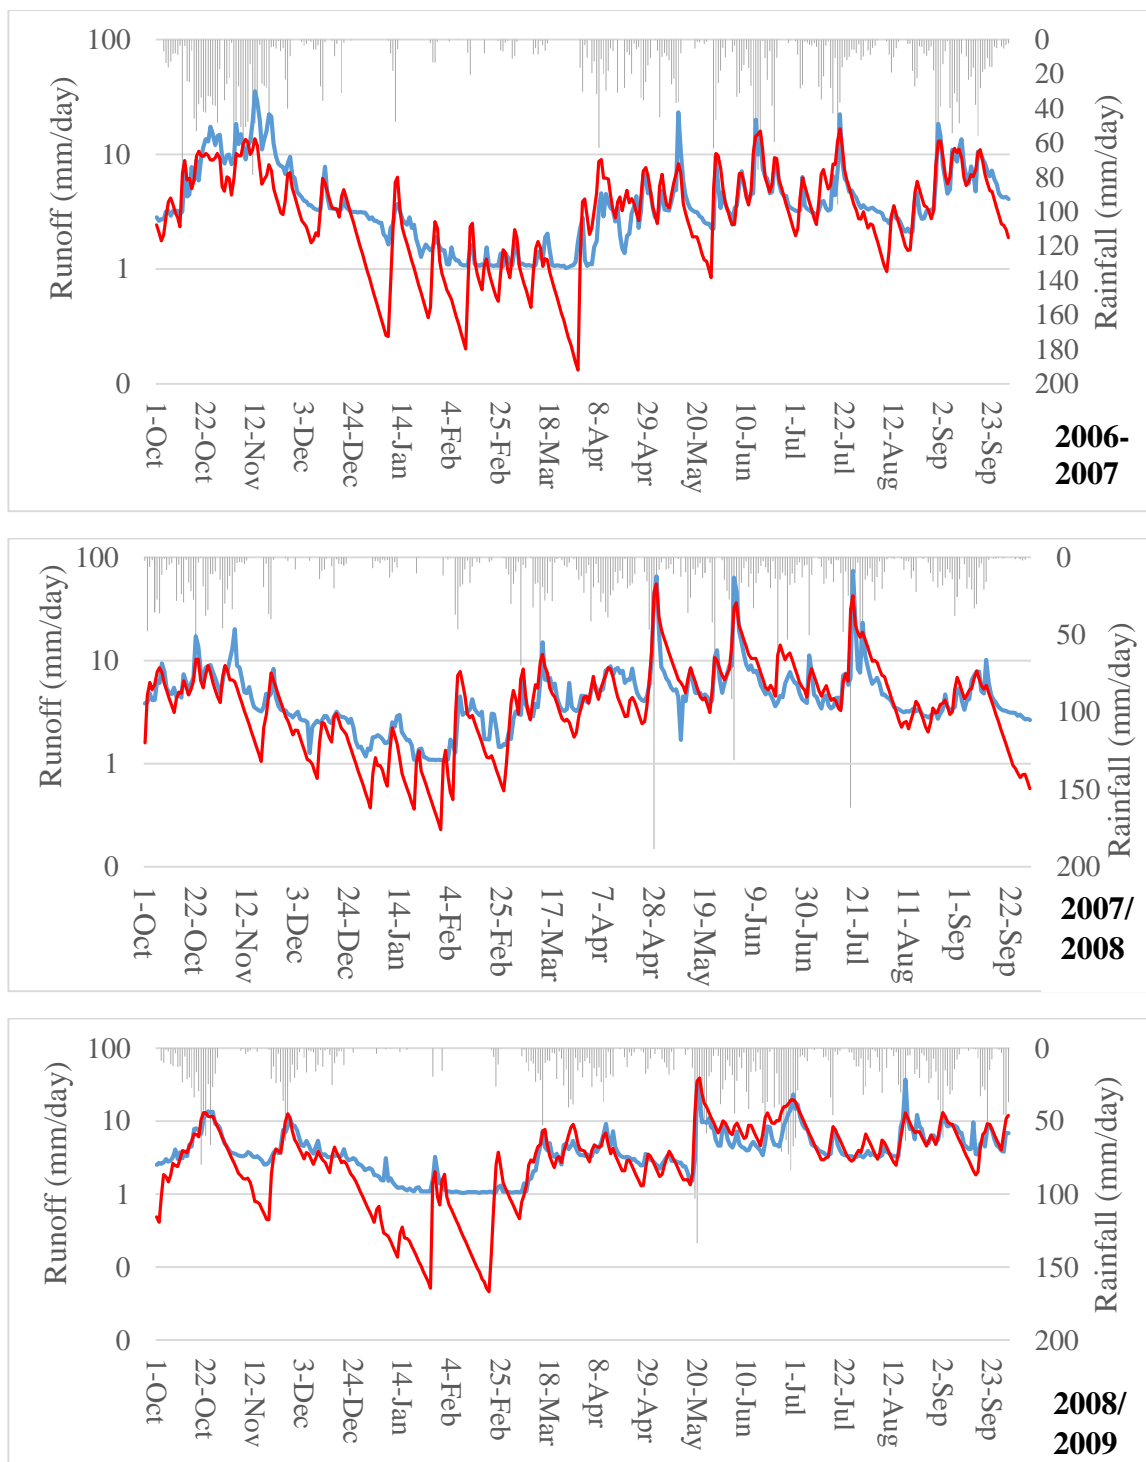 100
10
1
0
Runoff (mm/day)
0
20
40
60
80
100
120
140
160
180
200
Rainfall (mm/day)
1-Oct
22-Oct
12-Nov
3-Dec
24-Dec
14-Jan
4-Feb
25-Feb
18-Mar
8-Apr
29-Apr
20-May
10-Jun
1-Jul
22-Jul
12-Aug
2-Sep
23-Sep
2006-
2007
100
10
1
0
Runoff (mm/day)
0
50
100
150
200
Rainfall (mm/day)
1-Oct
22-Oct
12-Nov
3-Dec
24-Dec
14-Jan
4-Feb
25-Feb
17-Mar
7-Apr
28-Apr
19-May
9-Jun
30-Jun
21-Jul
11-Aug
1-Sep
22-Sep
2007/
2008
100
10
1
0
0
Runoff (mm/day)
0
50
100
150
200
Rainfall (mm/day)
1-Oct
22-Oct
12-Nov
3-Dec
24-Dec
14-Jan
4-Feb
25-Feb
18-Mar
8-Apr
29-Apr
20-May
10-Jun
1-Jul
22-Jul
12-Aug
2-Sep
23-Sep
2008/
2009